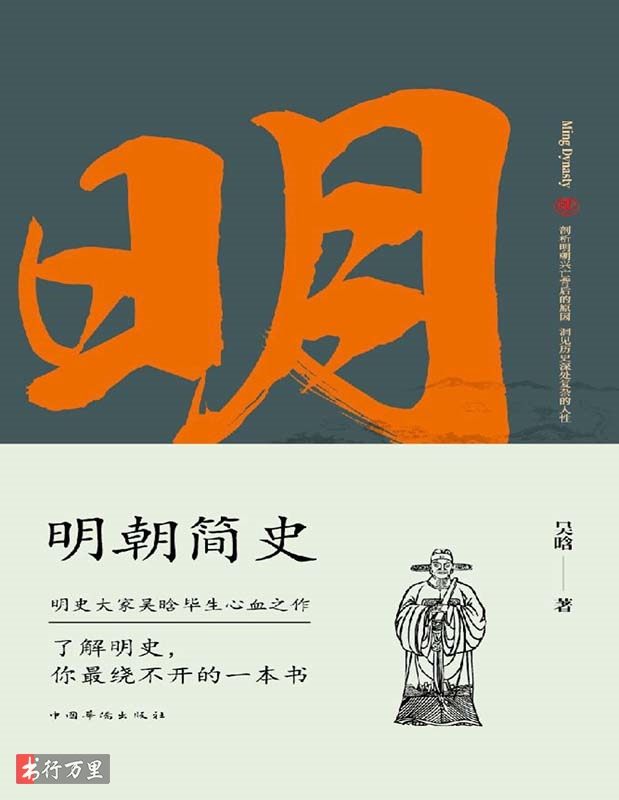 明
Ming Dynasty
剖析明朝兴亡背后的原因 洞见历史深处复杂的人性
明朝简史
吴晗——著
明史大家吴晗毕生心血之作
了解明史，
你最绕不开的一本书
中国华侨出版社
书行万里